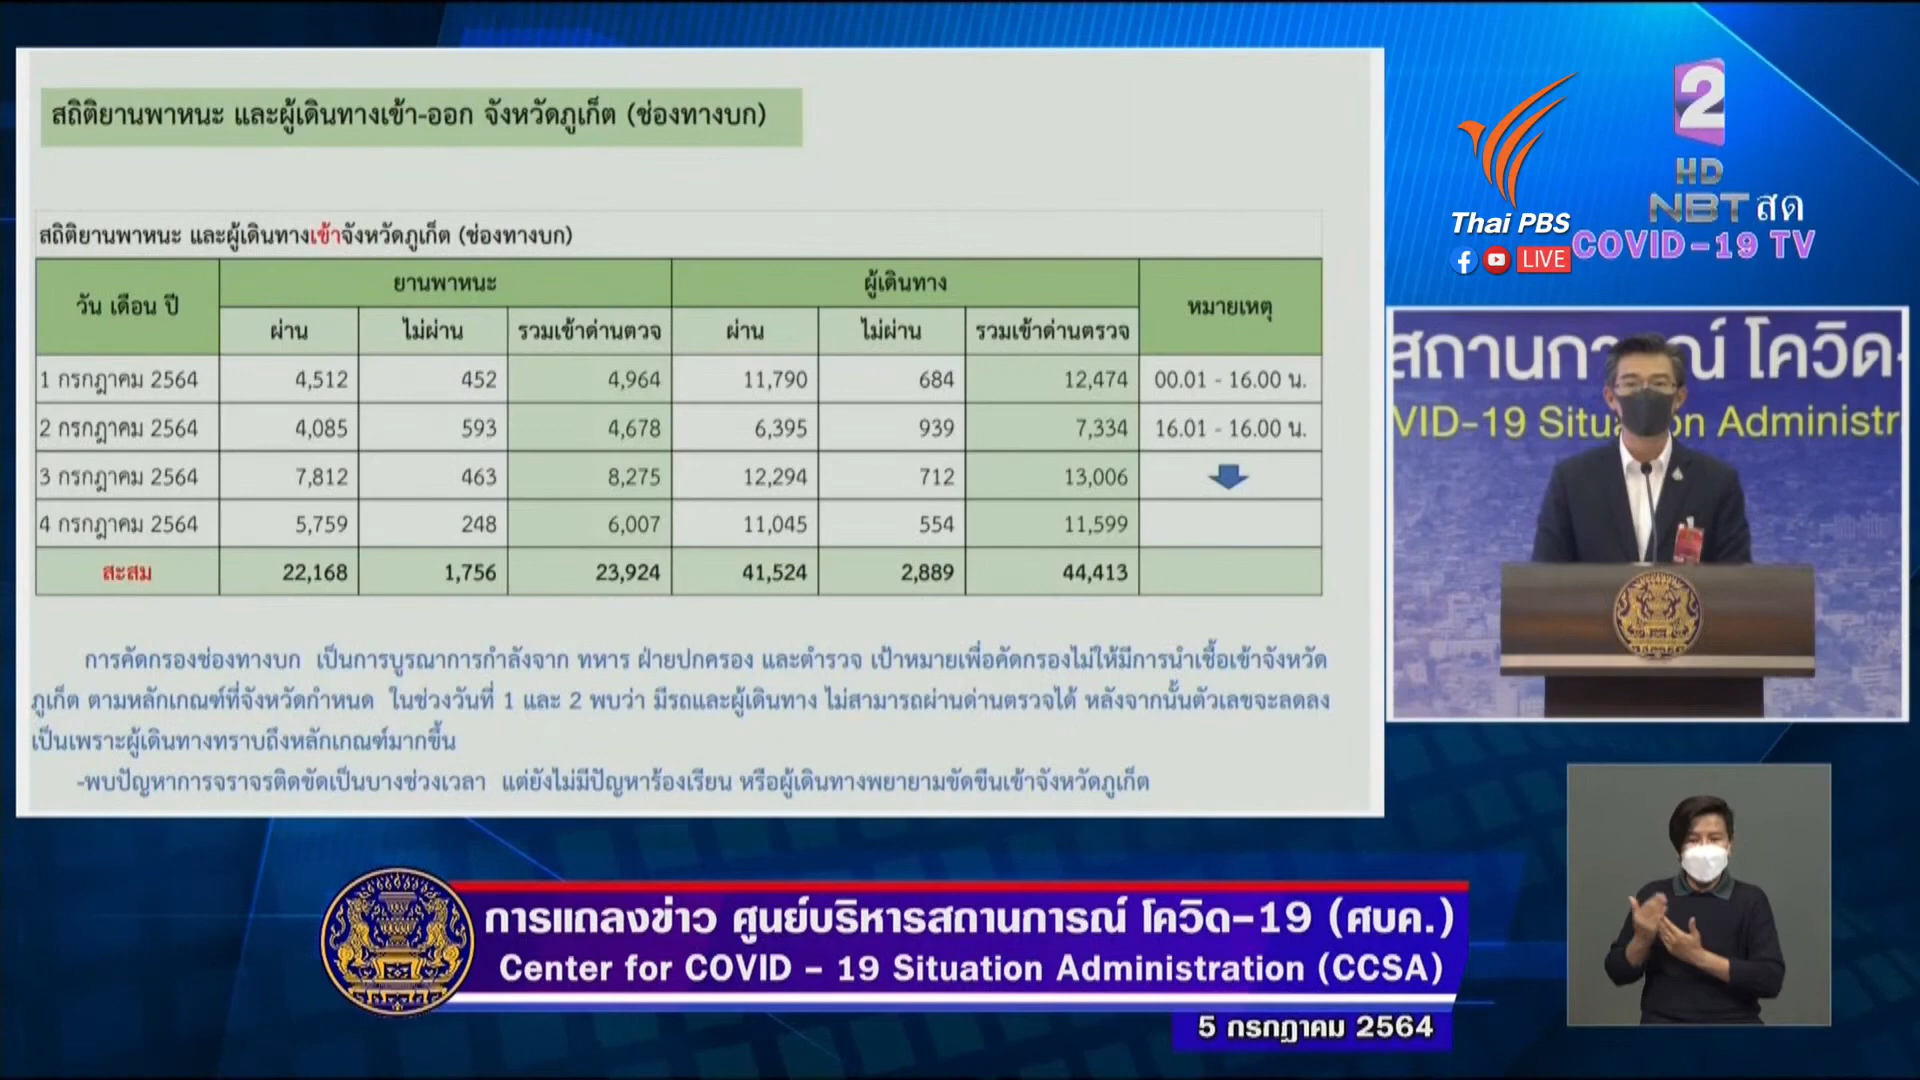 สถิติยานพาหนะ และผู้เดินทางเข้า-ออก จังหวัดภูเก็ต (ช่องทางบก)
สถิติยานพาหนะ และผู้เดินทางเข้าจังหวัดภูเก็ต (ช่องทางบก)
วัน เดือน ปี ยานพาหนะ ผู้เดินทาง หมายเหตุ
ผ่าน ไม่ผ่าน รวมเข้าด่านตวจ ผ่าน ไม่ผ่าน รวมเข้าด่านตรวจ
1 กรกฎาคม 2564 4,512 452 4,964 11,790 684 12,474 00.01 - 16.00 น.
2 กรกฎาคม 2564 4,085 593 4,678 6,395 939 7,334 16.01 - 16.00 น.
3 กรกฎาคม 2564 7,812 463 8,275 12,294 712 13,006
4 กรกฎาคม 2564 5,759 248 6,007 11,045 554 11,599
สะสม 22,168 1,756 23,924 41,524 2,889 44,413
การคัดกรองช่องทางบก เป็นการบูรณาการกำลังจาก ทหาร ฝ่ายปกครอง และตำรวจ เป้าหมายเพื่อคัดกรองไม่ให้มีการนำเชื้อเข้าจังหวัด
ภูเก็ต ตามหลักเกณฑ์ที่จังหวัดกำหนด ในช่วงวันที่ 1 และ 2 พบว่า มีรถและผู้เดินทาง ไม่สามารถผ่านด่านตรวจได้ หลังจากนั้นตัวเลขจะลดลง
เป็นเพราะผู้เดินทางทราบถึงหลักเกณฑ์มากขึ้น
-พบปัญหาการจราจรติดขัดเป็นบางช่วงเวลา แต่ยังไม่มีปัญหาร้องเรียน หรือผู้เดินทางพยายามขัดขืนเข้าจังหวัดภูเก็ต
Thai PBS
LIVE
2
HD
NBT สด
COVID-19 TV
สถานการณ์ โควิด-
VID-19 Situation Administr
การแถลงข่าว ศูนย์บริหารสถานการณ์ โควิด-19 (ศบค.)
Center for COVID - 19 Situation Administration (CCSA)
5 กรกฎาคม 2564